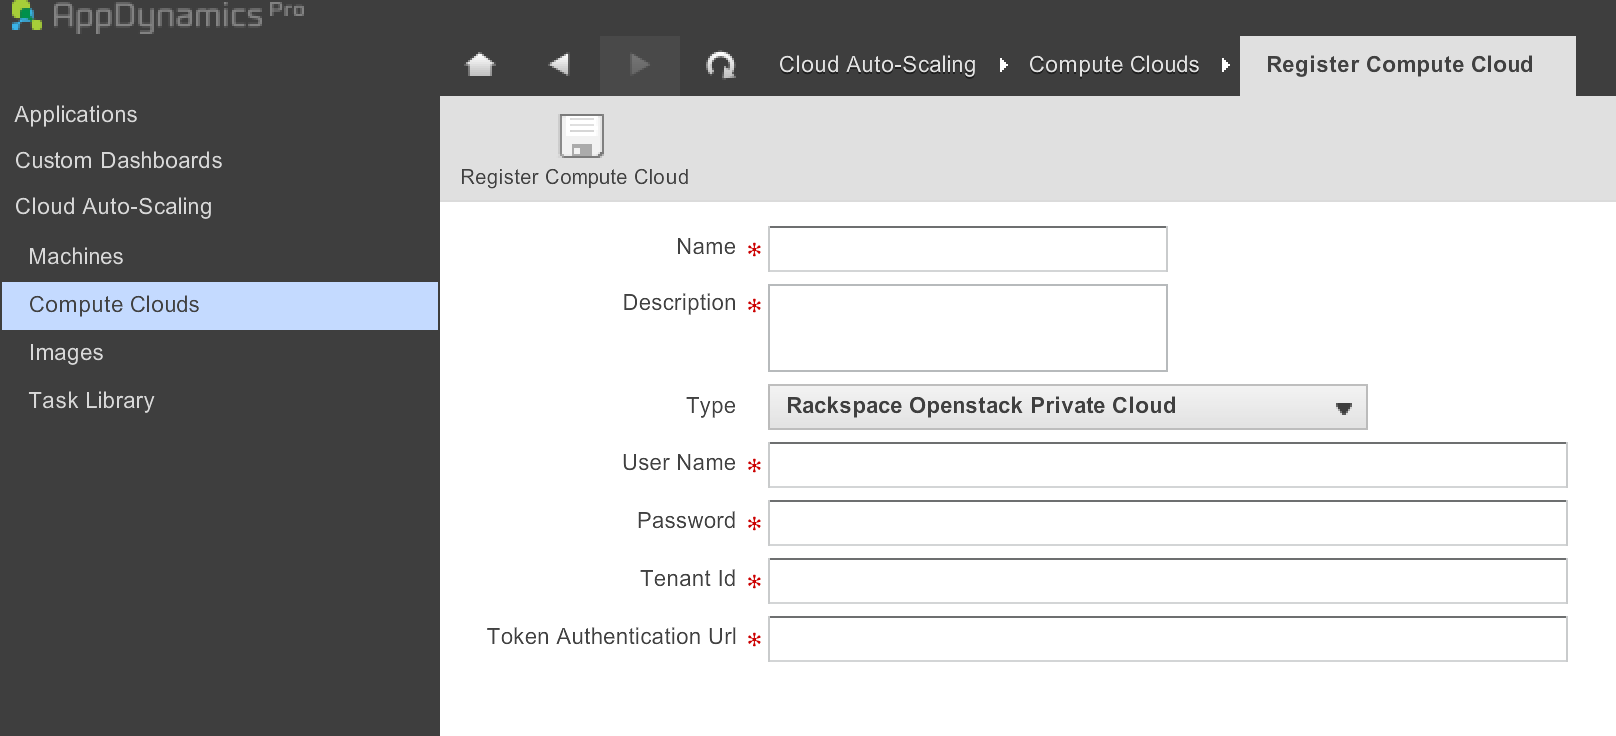 AppDynamics Pro
Cloud Auto-Scaling Compute Clouds Register Compute Cloud
Applications
Custom Dashboards
Cloud Auto-Scaling
Machines
Compute Clouds
Images
Task Library
Register Compute Cloud
Name *
Description *
Type Rackspace Openstack Private Cloud
User Name *
Password *
Tenant Id *
Token Authentication Url *